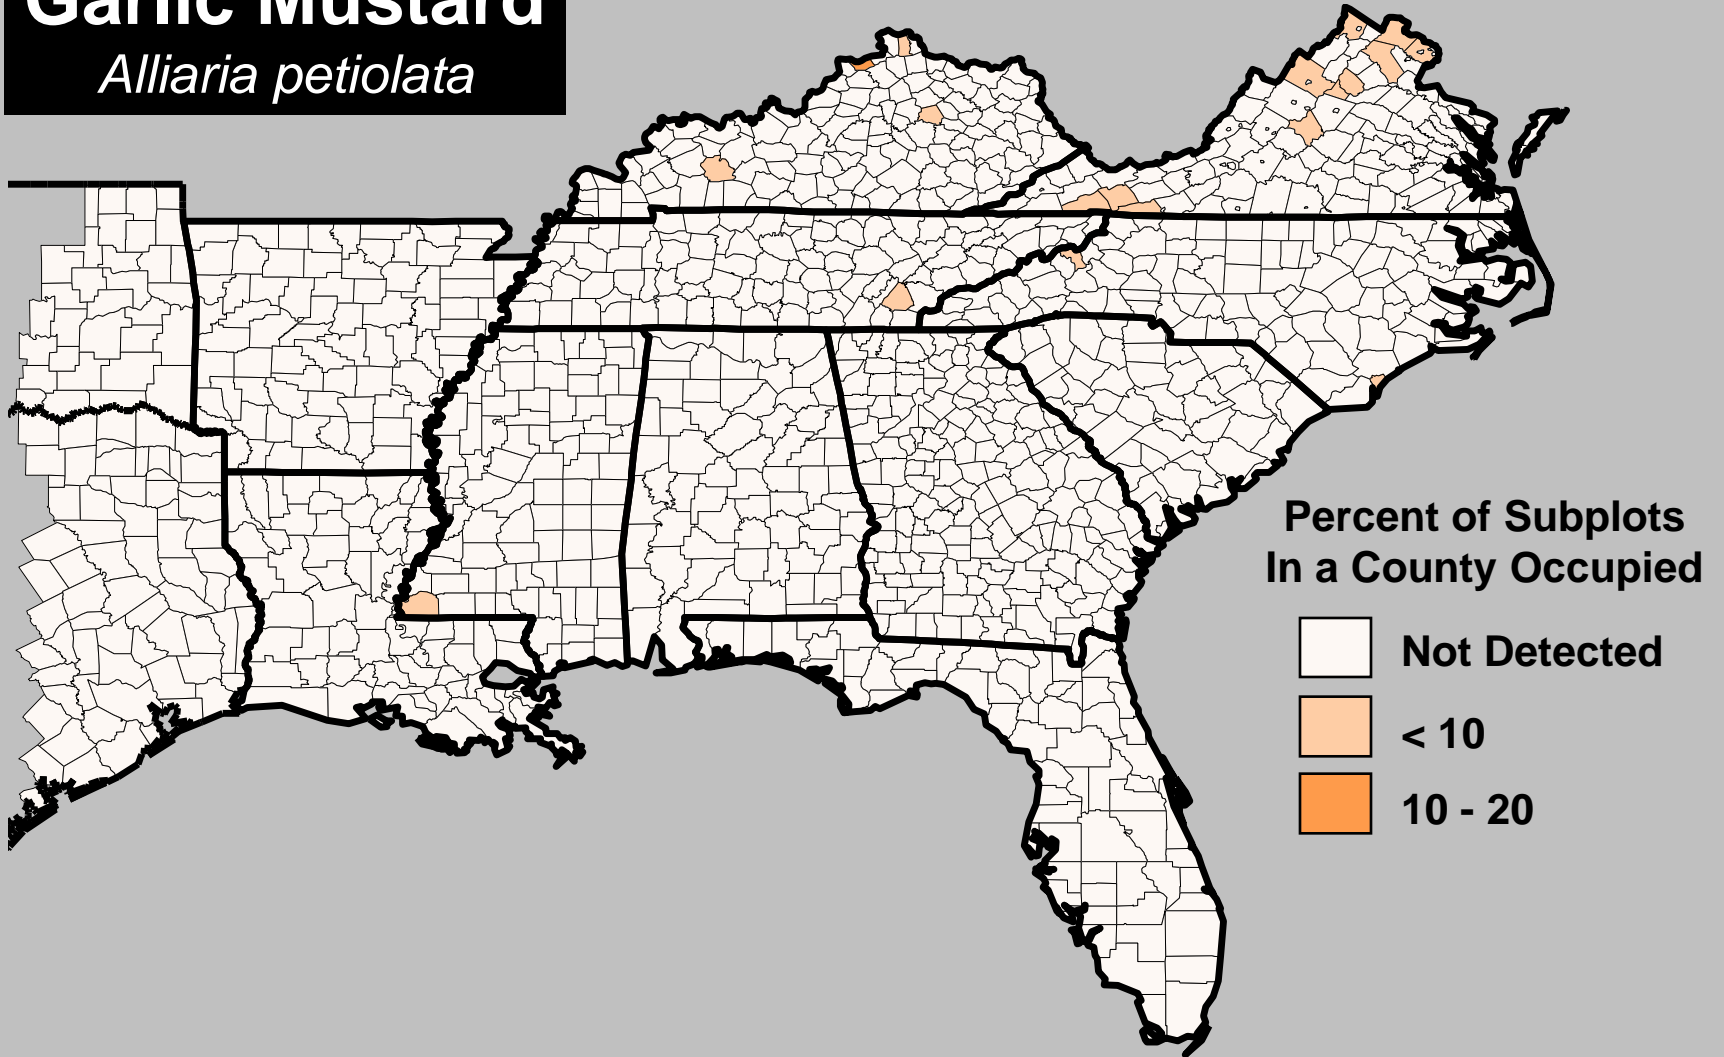 Garlic Mustard
Alliaria petiolata
Percent of Subplots
In a County Occupied
Not Detected
< 10
10 - 20